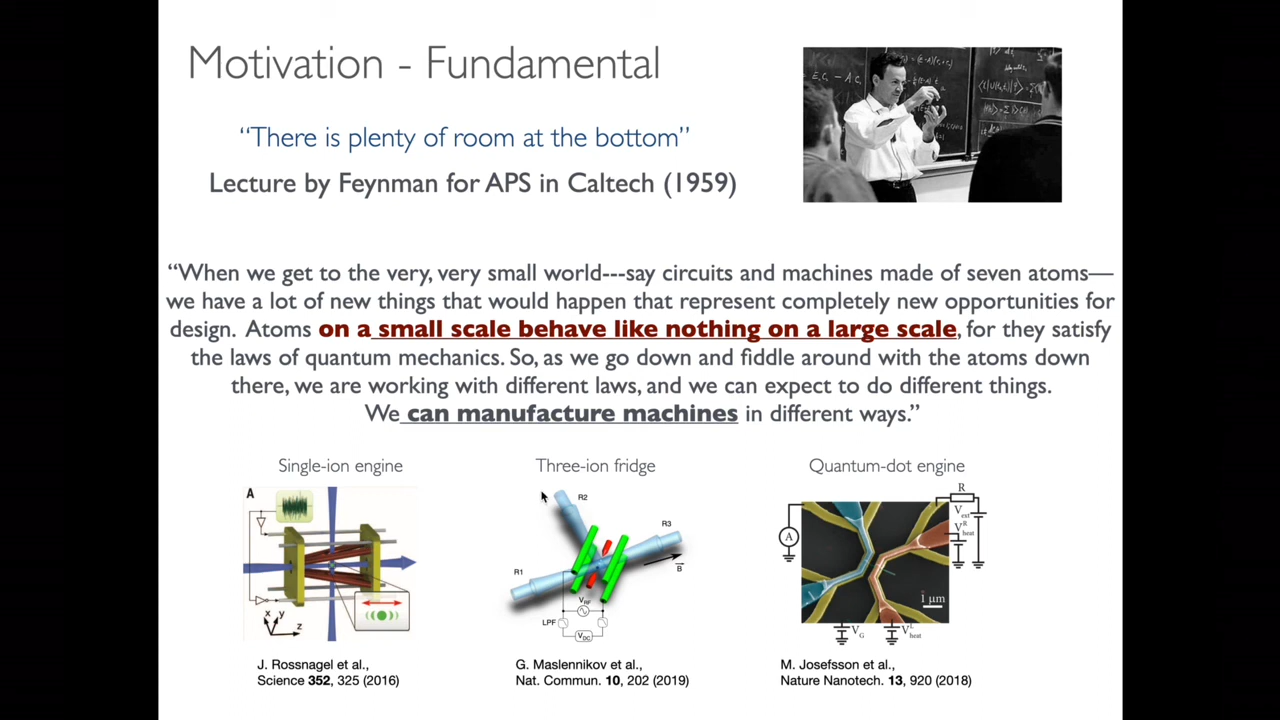 Motivation - Fundamental
“There is plenty of room at the bottom”
Lecture by Feynman for APS in Caltech (1959)
“When we get to the very, very small world---say circuits and machines made of seven atoms—
we have a lot of new things that would happen that represent completely new opportunities for
design. Atoms on a small scale behave like nothing on a large scale, for they satisfy
the laws of quantum mechanics. So, as we go down and fiddle around with the atoms down
there, we are working with different laws, and we can expect to do different things.
We can manufacture machines in different ways.”
Single-ion engine
Three-ion fridge
Quantum-dot engine
A
x
y
z
R2
R3
R1
B
VRF
LPF
VDC
R
A
Vext
VRheat
1 μm
VG
VLheat
J. Rossnagel et al.,
Science 352, 325 (2016)
G. Maslennikov et al.,
Nat. Commun. 10, 202 (2019)
M. Josefsson et al.,
Nature Nanotech. 13, 920 (2018)